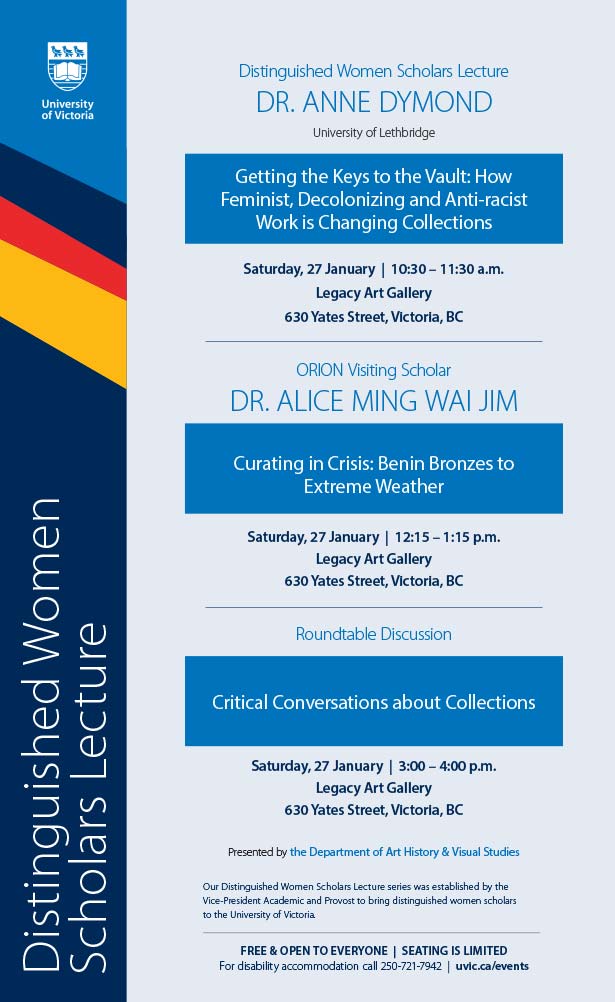 University
of Victoria
Distinguished Women
Scholars Lecture
Distinguished Women Scholars Lecture
DR. ANNE DYMOND
University of Lethbridge
Getting the Keys to the Vault: How
Feminist, Decolonizing and Anti-racist
Work is Changing Collections
Saturday, 27 January | 10:30 – 11:30 a.m.
Legacy Art Gallery
630 Yates Street, Victoria, BC
ORION Visiting Scholar
DR. ALICE MING WAI JIM
Curating in Crisis: Benin Bronzes to
Extreme Weather
Saturday, 27 January | 12:15 – 1:15 p.m.
Legacy Art Gallery
630 Yates Street, Victoria, BC
Roundtable Discussion
Critical Conversations about Collections
Saturday, 27 January | 3:00 – 4:00 p.m.
Legacy Art Gallery
630 Yates Street, Victoria, BC
Presented by the Department of Art History & Visual Studies
Our Distinguished Women Scholars Lecture series was established by the
Vice-President Academic and Provost to bring distinguished women scholars
to the University of Victoria.
FREE & OPEN TO EVERYONE | SEATING IS LIMITED
For disability accommodation call 250-721-7942 | uvic.ca/events